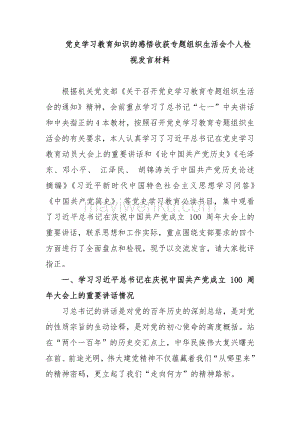 党史学习教育知识的感悟收获专题组织生活会个人检
视发言材料
根据机关党支部《关于召开党史学习教育专题组织生
活会的通知》精神，会前重点学习了总书记“七一”中央讲话
和中央指正的 4 本教材，按照召开党史学习教育专题组织生
活会的有关要求，本人认真学习了习近平总书记在党史学习
教育动员大会上的重要讲话和《论中国共产党历史》《毛泽
东、邓小平、 江泽民、 胡锦涛关于中国共产党历史论述
摘编》《习近平新时代中国特色社会主义思想学习问答》
《中国共产党简史》 等党史学习教育必读书目，集中观看
了习近平总书记在庆祝中国共产党成立 100 周年大会上的
重要讲话，联系思想和工作实际，重点围绕支部要求的四个
方面进行了全面盘点和检视。现予以交流发言，请大家批评
指正。
一、学习习近平总书记在庆祝中国共产党成立 100 周
年大会上的重要讲话情况
习总书记的讲话是对党的百年历史的深刻总结，是对党
的性质宗旨的生动诠释，是对党的初心使命的高度概括。站
在“两个一百年”的历史交汇点上，中华民族伟大复兴曙光
在前、前途光明，伟大建党精神不仅蕴藏着我们“从哪里来”
的精神密码，更立起了我们“走向何方”的精神路标。